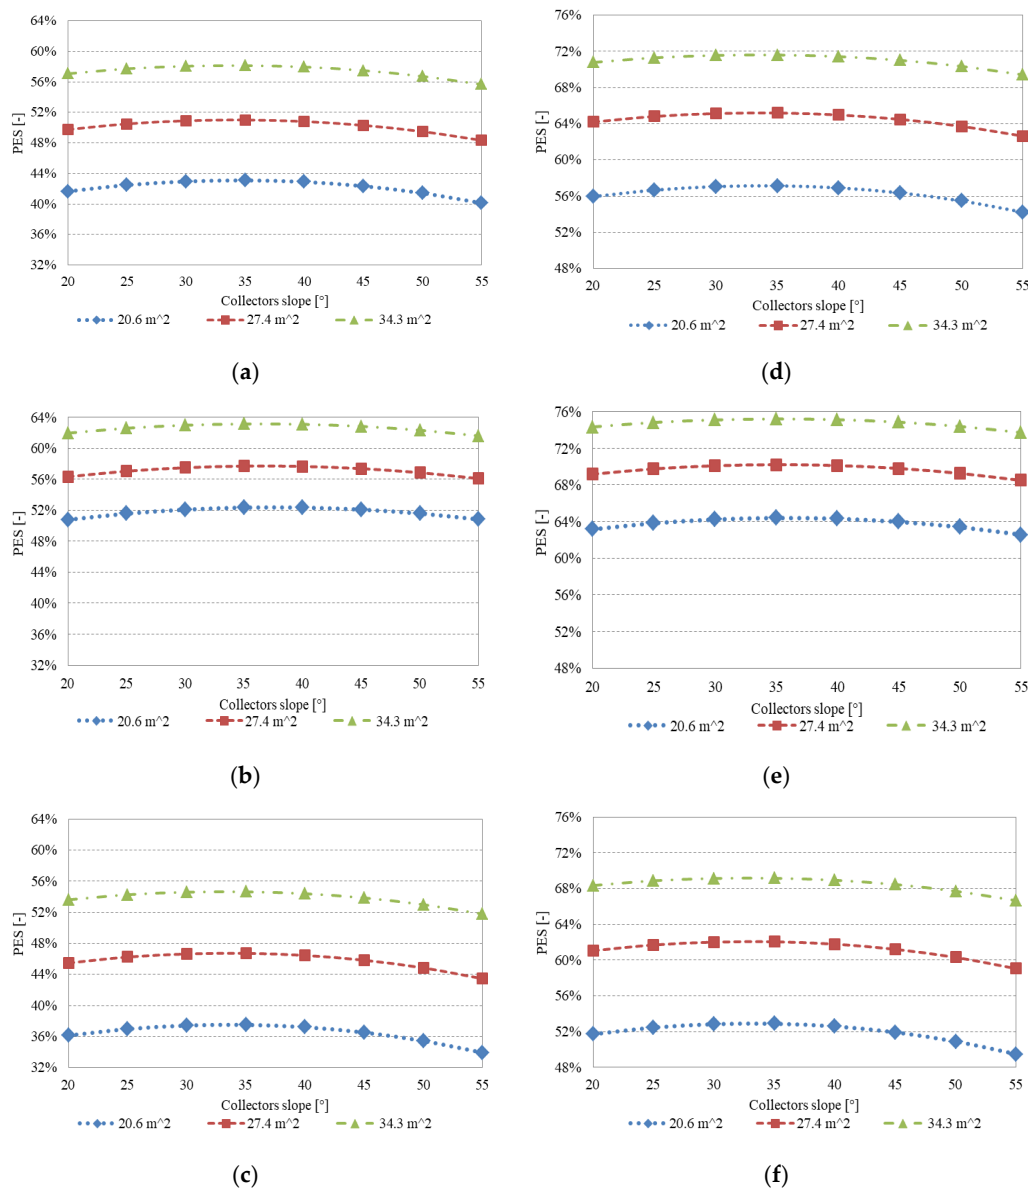 64%
60%
56%
52%
48%
44%
40%
36%
32%
PES [-]
20 25 30 35 40 45 50 55
Collectors slope [°]
20.6 m^2 27.4 m^2 34.3 m^2
(a)
76%
72%
68%
64%
60%
56%
52%
48%
PES [-]
20 25 30 35 40 45 50 55
Collectors slope [°]
20.6 m^2 27.4 m^2 34.3 m^2
(d)
64%
60%
56%
52%
48%
44%
40%
36%
32%
PES [-]
20 25 30 35 40 45 50 55
Collectors slope [°]
20.6 m^2 27.4 m^2 34.3 m^2
(b)
76%
72%
68%
64%
60%
56%
52%
48%
PES [-]
20 25 30 35 40 45 50 55
Collectors slope [°]
20.6 m^2 27.4 m^2 34.3 m^2
(e)
64%
60%
56%
52%
48%
44%
40%
36%
32%
PES [-]
20 25 30 35 40 45 50 55
Collectors slope [°]
20.6 m^2 27.4 m^2 34.3 m^2
(c)
76%
72%
68%
64%
60%
56%
52%
48%
PES [-]
20 25 30 35 40 45 50 55
Collectors slope [°]
20.6 m^2 27.4 m^2 34.3 m^2
(f)